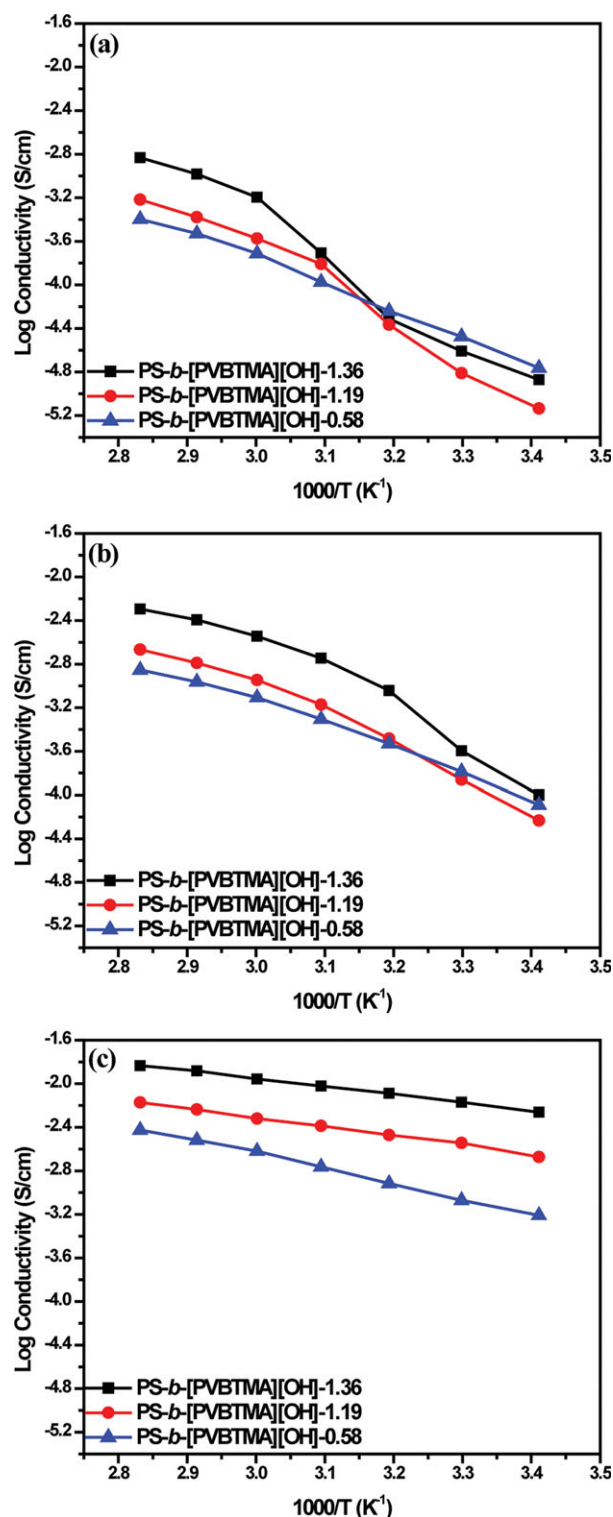 (a)
Log Conductivity (S/cm)
-1.6
-2.0
-2.4
-2.8
-3.2
-3.6
-4.0
-4.4
-4.8
-5.2
PS-b-[PVBTMA][OH]-1.36
PS-b-[PVBTMA][OH]-1.19
PS-b-[PVBTMA][OH]-0.58
2.8 2.9 3.0 3.1 3.2 3.3 3.4 3.5
1000/T (K⁻¹)
(b)
Log Conductivity (S/cm)
-1.6
-2.0
-2.4
-2.8
-3.2
-3.6
-4.0
-4.4
-4.8
-5.2
PS-b-[PVBTMA][OH]-1.36
PS-b-[PVBTMA][OH]-1.19
PS-b-[PVBTMA][OH]-0.58
2.8 2.9 3.0 3.1 3.2 3.3 3.4 3.5
1000/T (K⁻¹)
(c)
Log Conductivity (S/cm)
-1.6
-2.0
-2.4
-2.8
-3.2
-3.6
-4.0
-4.4
-4.8
-5.2
PS-b-[PVBTMA][OH]-1.36
PS-b-[PVBTMA][OH]-1.19
PS-b-[PVBTMA][OH]-0.58
2.8 2.9 3.0 3.1 3.2 3.3 3.4 3.5
1000/T (K⁻¹)